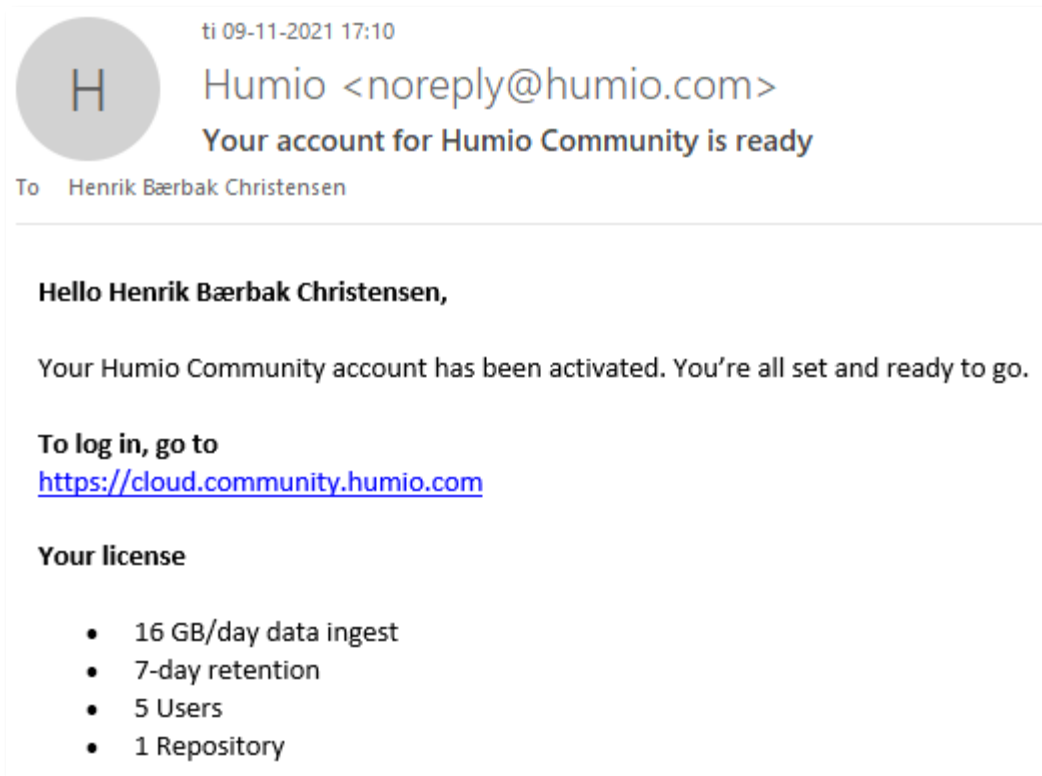 ti 09-11-2021 17:10
H
Humio <noreply@humio.com>
Your account for Humio Community is ready
To Henrik Bærbak Christensen
Hello Henrik Bærbak Christensen,
Your Humio Community account has been activated. You’re all set and ready to go.
To log in, go to
https://cloud.community.humio.com
Your license
• 16 GB/day data ingest
• 7-day retention
• 5 Users
• 1 Repository